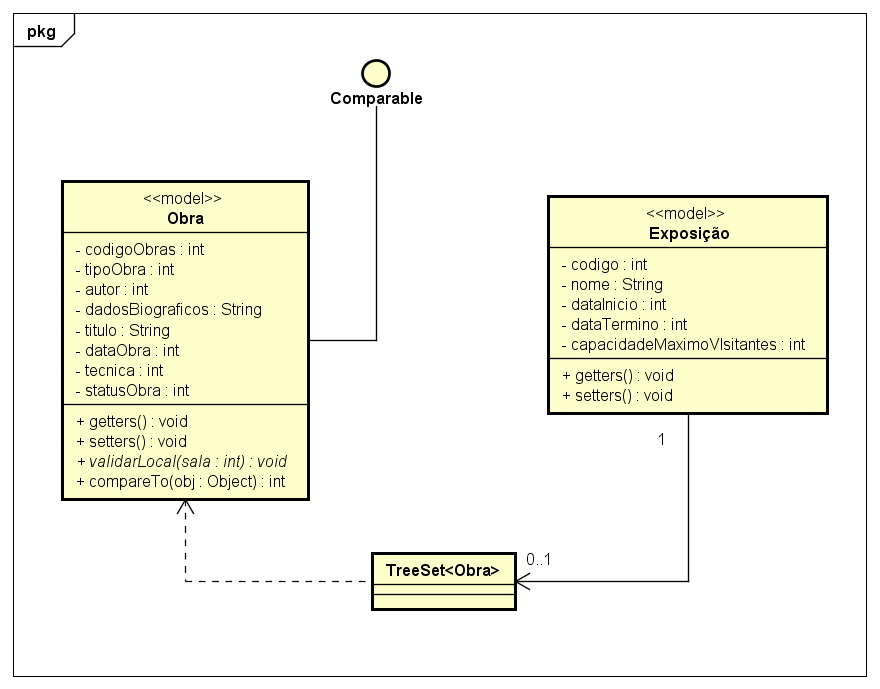 pkg
Comparable
<<model>>
Obra
- codigoObras : int
- tipoObra : int
- autor : int
- dadosBiograficos : String
- titulo : String
- dataObra : int
- tecnica : int
- statusObra : int
+ getters() : void
+ setters() : void
+ validarLocal(sala : int) : void
+ compareTo(obj : Object) : int
<<model>>
Exposição
- codigo : int
- nome : String
- dataInicio : int
- dataTermino : int
- capacidadeMaximoVIsitantes : int
+ getters() : void
+ setters() : void
1
0..1
TreeSet<Obra>